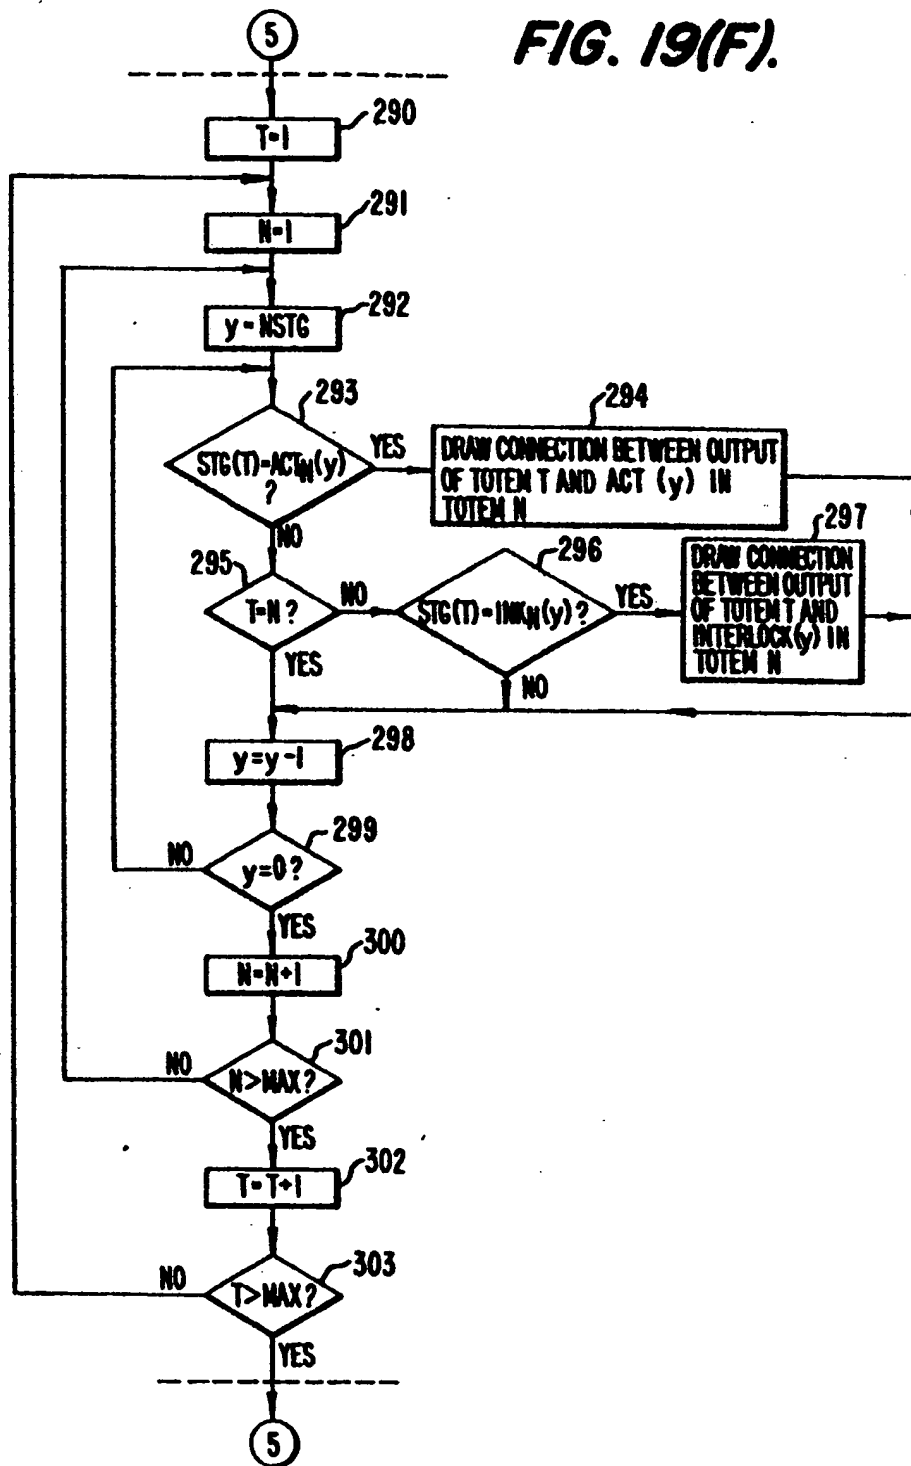 5
FIG. 19(F).
290
T=1
291
N=1
292
y=NSTG
293
STG(T)=ACTN(y)
?
YES
294
DRAW CONNECTION BETWEEN OUTPUT
OF TOTEM T AND ACT (y) IN
TOTEM N
NO
295
T=N?
NO
296
STG(T)=INKN(y)?
YES
297
DRAW CONNECTION
BETWEEN OUTPUT
OF TOTEM T AND
INTERLOCK(y) IN
TOTEM N
YES
NO
298
y=y-1
299
y=0?
NO
YES
300
N=N+1
301
N>MAX?
NO
YES
302
T=T+1
303
T>MAX?
NO
YES
5